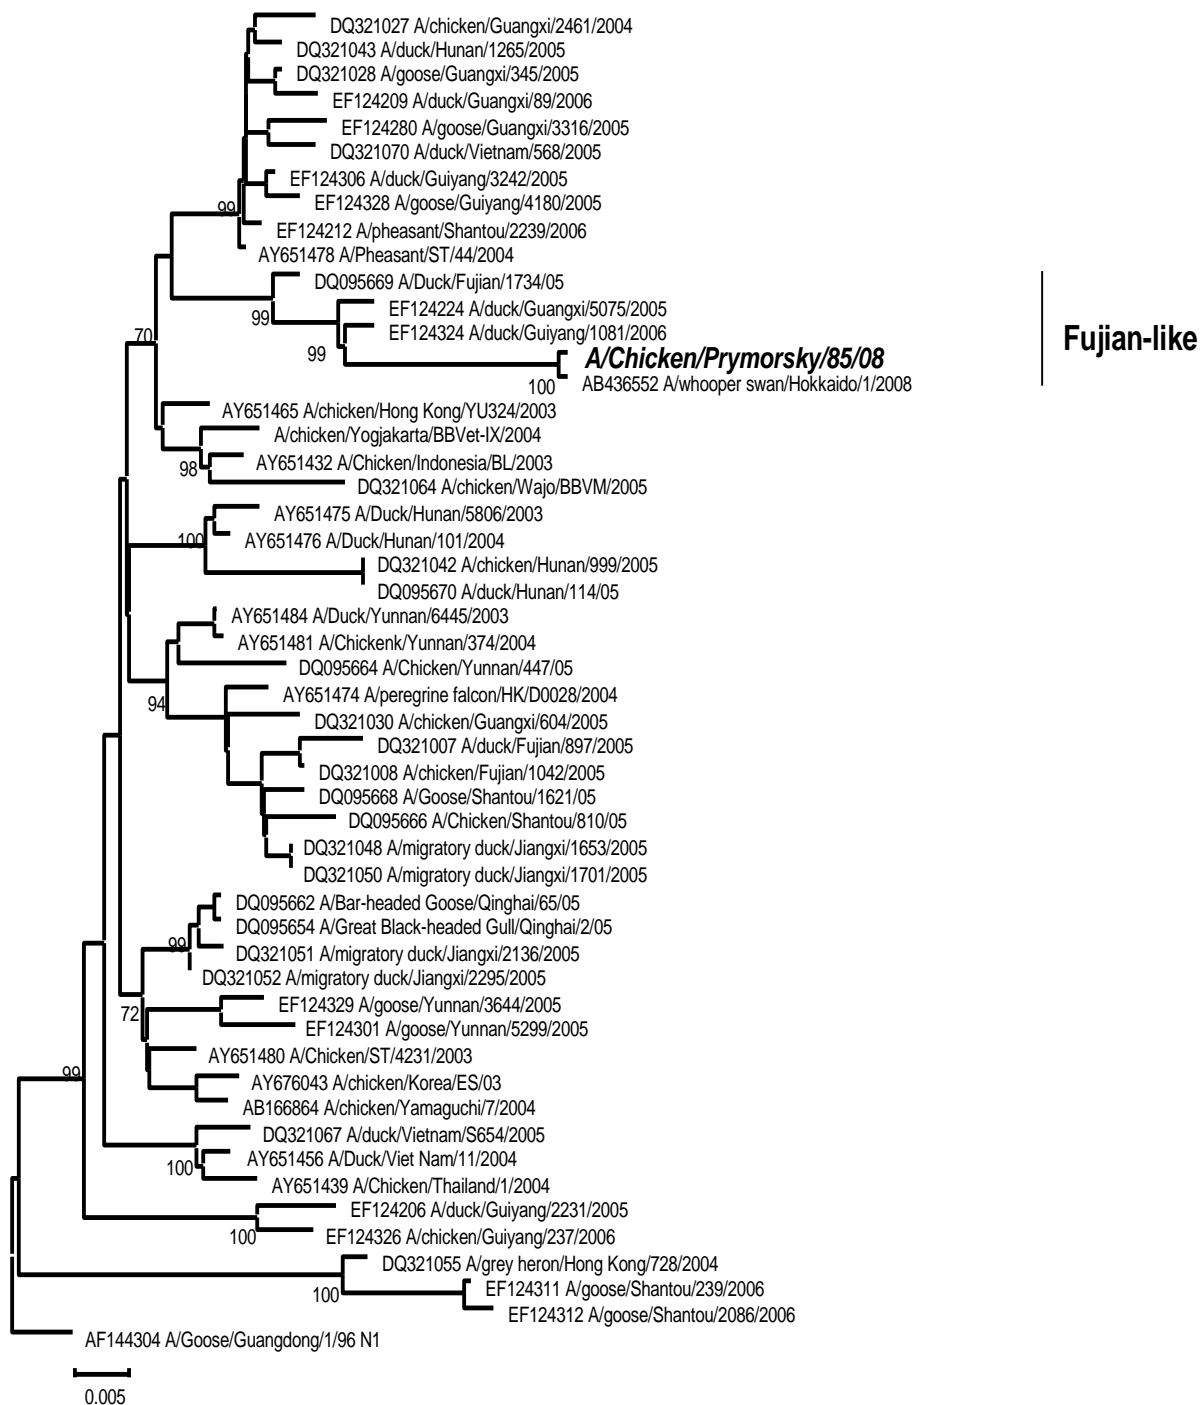 DQ321027 A/chicken/Guangxi/2461/2004
DQ321043 A/duck/Hunan/1265/2005
DQ321028 A/goose/Guangxi/345/2005
EF124209 A/duck/Guangxi/89/2006
EF124280 A/goose/Guangxi/3316/2005
DQ321070 A/duck/Vietnam/568/2005
EF124306 A/duck/Guiyang/3242/2005
EF124328 A/goose/Guiyang/4180/2005
99
EF124212 A/pheasant/Shantou/2239/2006
AY651478 A/Pheasant/ST/44/2004
DQ095669 A/Duck/Fujian/1734/05
EF124224 A/duck/Guangxi/5075/2005
99
EF124324 A/duck/Guiyang/1081/2006
70
Fujian-like
99
A/Chicken/Prymorsky/85/08
100
AB436552 A/whooper swan/Hokkaido/1/2008
AY651465 A/chicken/Hong Kong/YU324/2003
A/chicken/Yogjakarta/BBVet-IX/2004
98
AY651432 A/Chicken/Indonesia/BL/2003
DQ321064 A/chicken/Wajo/BBVM/2005
AY651475 A/Duck/Hunan/5806/2003
100
AY651476 A/Duck/Hunan/101/2004
DQ321042 A/chicken/Hunan/999/2005
DQ095670 A/duck/Hunan/114/05
AY651484 A/Duck/Yunnan/6445/2003
AY651481 A/Chickenk/Yunnan/374/2004
DQ095664 A/Chicken/Yunnan/447/05
94
AY651474 A/peregrine falcon/HK/D0028/2004
DQ321030 A/chicken/Guangxi/604/2005
DQ321007 A/duck/Fujian/897/2005
DQ321008 A/chicken/Fujian/1042/2005
DQ095668 A/Goose/Shantou/1621/05
DQ095666 A/Chicken/Shantou/810/05
DQ321048 A/migratory duck/Jiangxi/1653/2005
DQ321050 A/migratory duck/Jiangxi/1701/2005
DQ095662 A/Bar-headed Goose/Qinghai/65/05
DQ095654 A/Great Black-headed Gull/Qinghai/2/05
99
DQ321051 A/migratory duck/Jiangxi/2136/2005
DQ321052 A/migratory duck/Jiangxi/2295/2005
72
EF124329 A/goose/Yunnan/3644/2005
EF124301 A/goose/Yunnan/5299/2005
AY651480 A/Chicken/ST/4231/2003
99
AY676043 A/chicken/Korea/ES/03
AB166864 A/chicken/Yamaguchi/7/2004
DQ321067 A/duck/Vietnam/S654/2005
100
AY651456 A/Duck/Viet Nam/11/2004
AY651439 A/Chicken/Thailand/1/2004
EF124206 A/duck/Guiyang/2231/2005
100
EF124326 A/chicken/Guiyang/237/2006
DQ321055 A/grey heron/Hong Kong/728/2004
100
EF124311 A/goose/Shantou/239/2006
EF124312 A/goose/Shantou/2086/2006
AF144304 A/Goose/Guangdong/1/96 N1
0.005